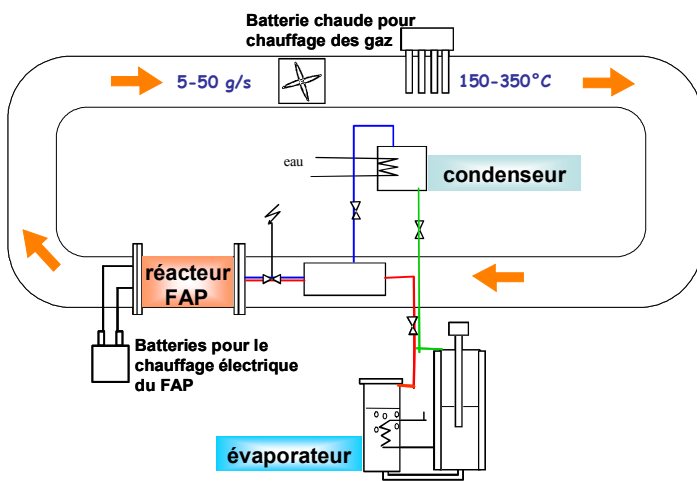 Batterie chaude pour
chauffage des gaz
5-50 g/s
150-350°C
eau
condenseur
réacteur
FAP
Batteries pour le
chauffage électrique
du FAP
évaporateur